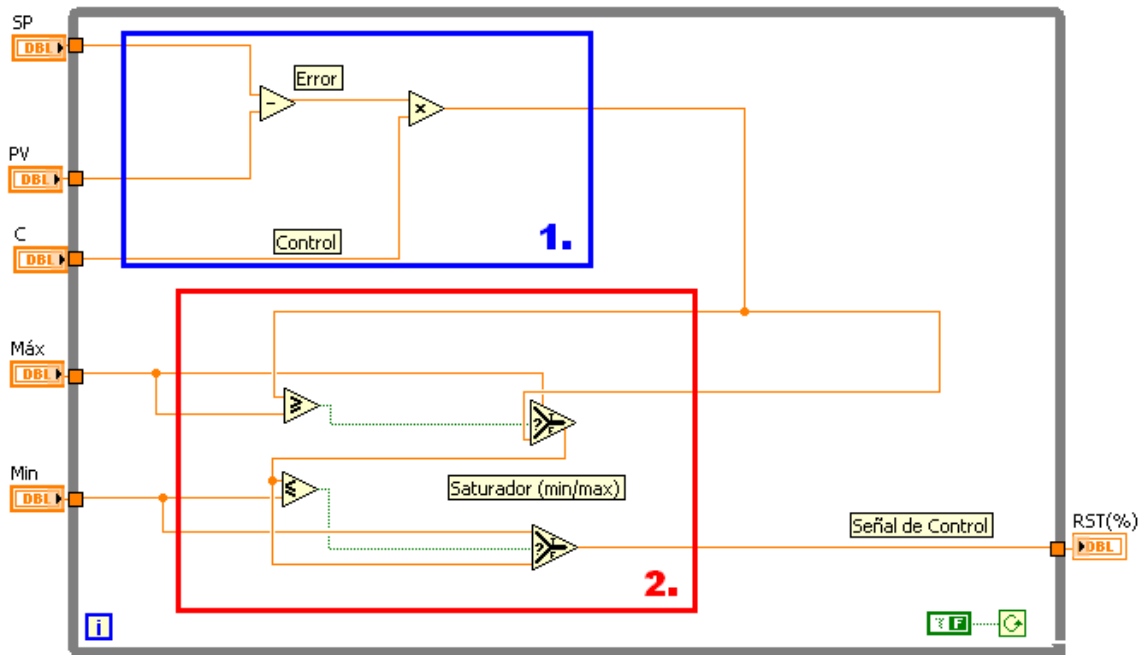 SP
DBL
Error
PV
DBL
C
DBL
Control
1.
Máx
DBL
Min
DBL
Saturador (min/max)
Señal de Control
RST(%)
DBL
2.
i
F
? T F
? T F